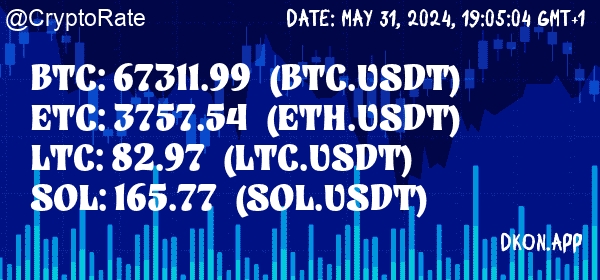 @CryptoRate
DATE: MAY 31, 2024, 19:05:04 GMT+1
BTC: 67311.99 (BTC.USDT)
ETC: 3757.54 (ETH.USDT)
LTC: 82.97 (LTC.USDT)
SOL: 165.77 (SOL.USDT)
DKON.APP